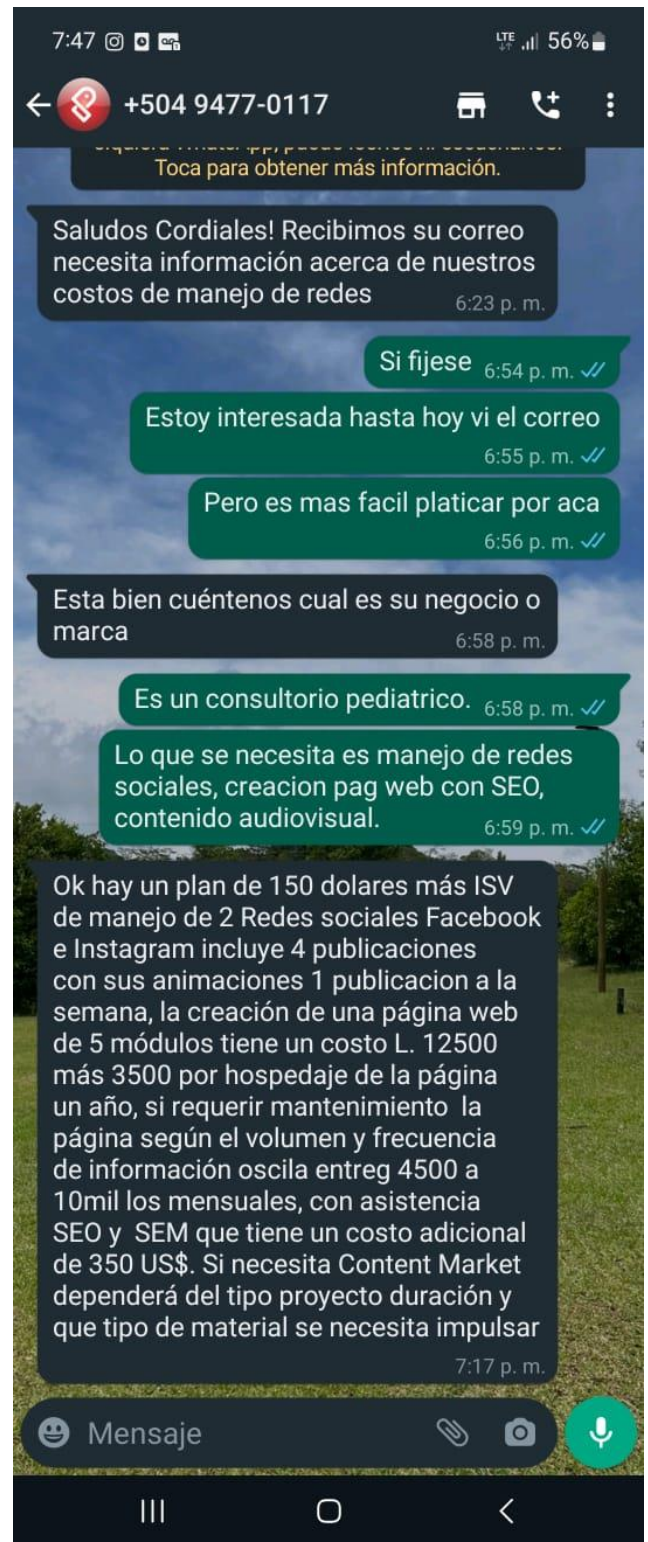 7:47
LTE 56%
+504 9477-0117
Toca para obtener más información.
Saludos Cordiales! Recibimos su correo
necesita información acerca de nuestros
costos de manejo de redes
6:23 p. m.
Si fijese 6:54 p. m.
Estoy interesada hasta hoy vi el correo
6:55 p. m.
Pero es mas facil platicar por aca
6:56 p. m.
Esta bien cuéntenos cual es su negocio o
marca
6:58 p. m.
Es un consultorio pediatrico. 6:58 p. m.
Lo que se necesita es manejo de redes
sociales, creacion pag web con SEO,
contenido audiovisual.
6:59 p. m.
Ok hay un plan de 150 dolares más ISV
de manejo de 2 Redes sociales Facebook
e Instagram incluye 4 publicaciones
con sus animaciones 1 publicacion a la
semana, la creación de una página web
de 5 módulos tiene un costo L. 12500
más 3500 por hospedaje de la página
un año, si requerir mantenimiento la
página según el volumen y frecuencia
de información oscila entreg 4500 a
10mil los mensuales, con asistencia
SEO y SEM que tiene un costo adicional
de 350 US$. Si necesita Content Market
dependerá del tipo proyecto duración y
que tipo de material se necesita impulsar
7:17 p. m.
Mensaje